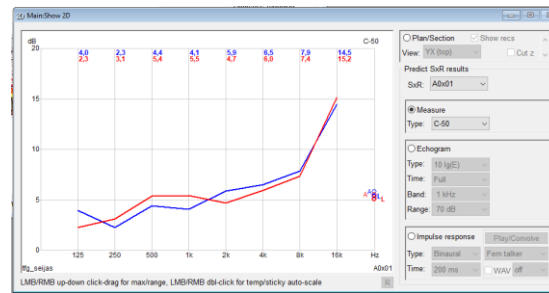 2D Main:Show 2D
dB
C-50
20
4,0 2,3 4,4 4,1 5,9 6,5 7,9 14,5
2,3 3,1 5,4 5,5 4,7 6,0 7,4 15,2
15
10
5
0
125 250 500 1k 2k 4k 8k 16k Hz
tfg_seijas
A0x01
LMB/RMB up-down click-drag for max/range, LMB/RMB dbl-click for temp/sticky auto-scale
R
Plan/Section Show recs
View: YX (top) Cut z
Predict SxR results
SxR: A0x01
Measure
Type: C-50
Echogram
Type: 10 lg(E)
Time: Full
Band: 1 kHz
Range: 70 dB
Impulse response Play/Convolve
Type: Binaural Fem talker
Time: 200 ms WAV off